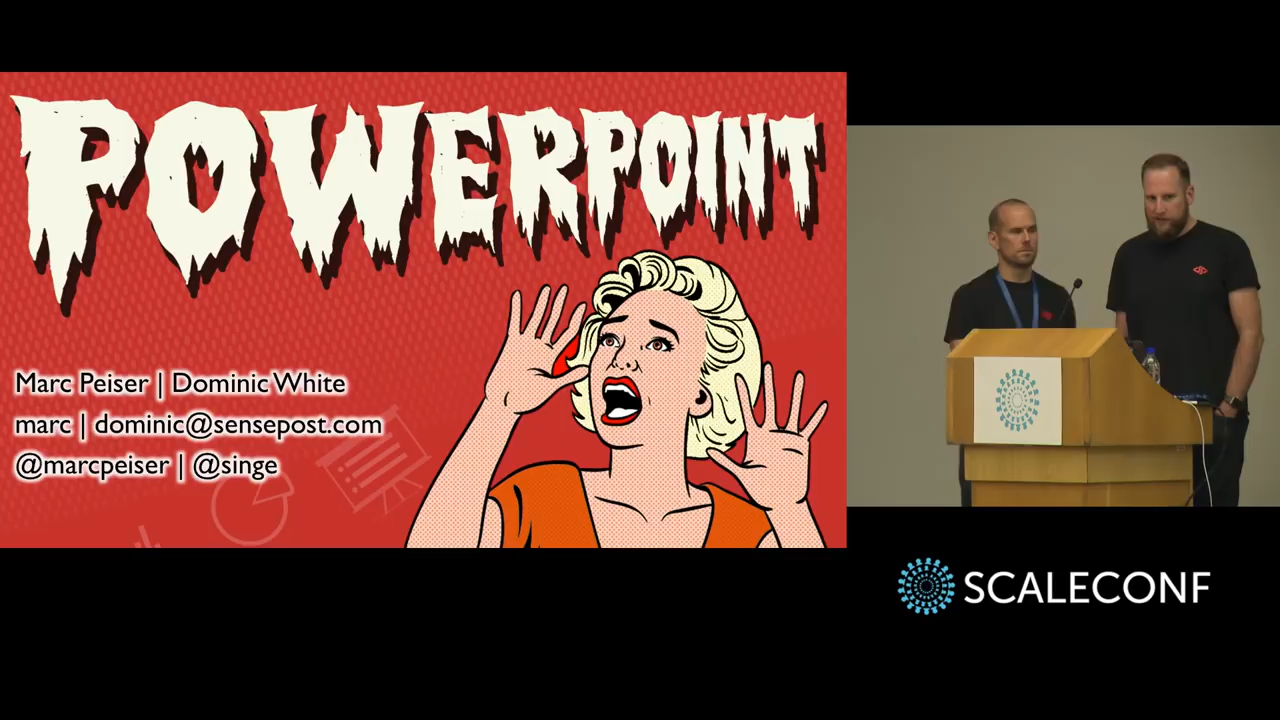 POWERPOINT
Marc Peiser | Dominic White
marc | dominic@sensepost.com
@marcpeiser | @singe
SCALECONF